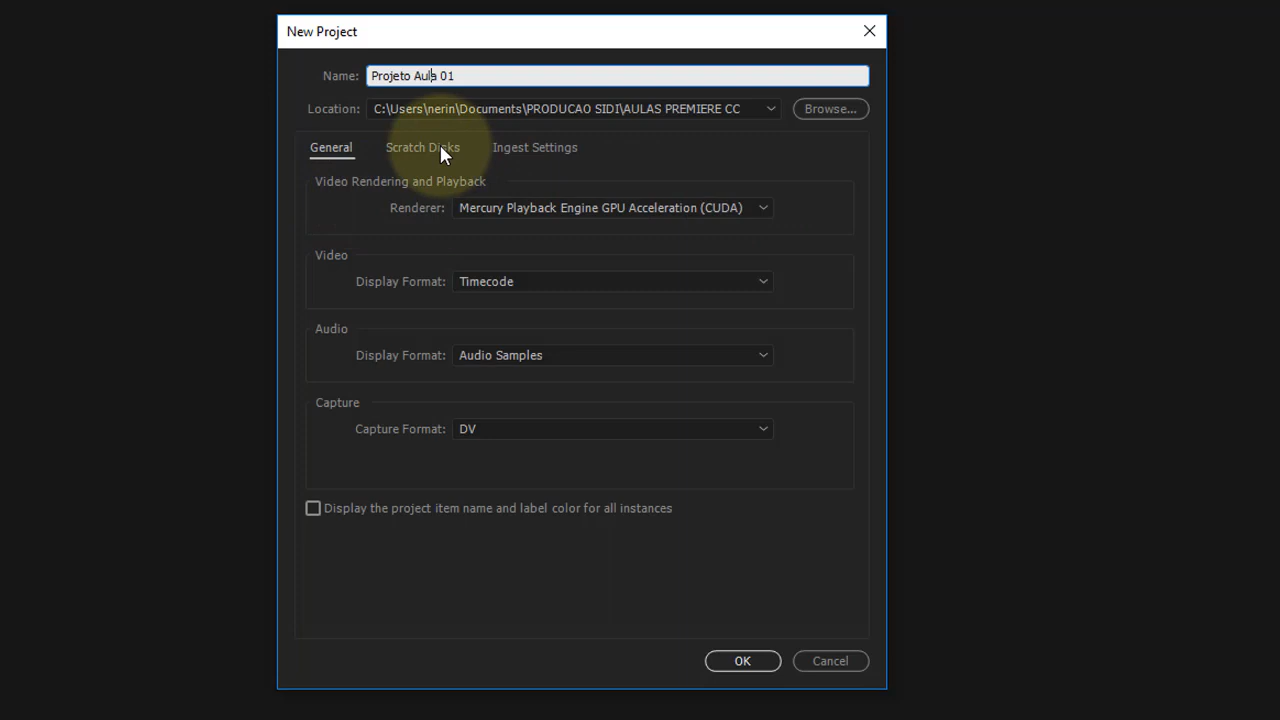 New Project
Name: Projeto Aula 01
Location: C:\Users\nerin\Documents\PRODUCAO SIDI\AULAS PREMIERE CC Browse...
General Scratch Disks Ingest Settings
Video Rendering and Playback
Renderer: Mercury Playback Engine GPU Acceleration (CUDA)
Video
Display Format: Timecode
Audio
Display Format: Audio Samples
Capture
Capture Format: DV
Display the project item name and label color for all instances
OK Cancel